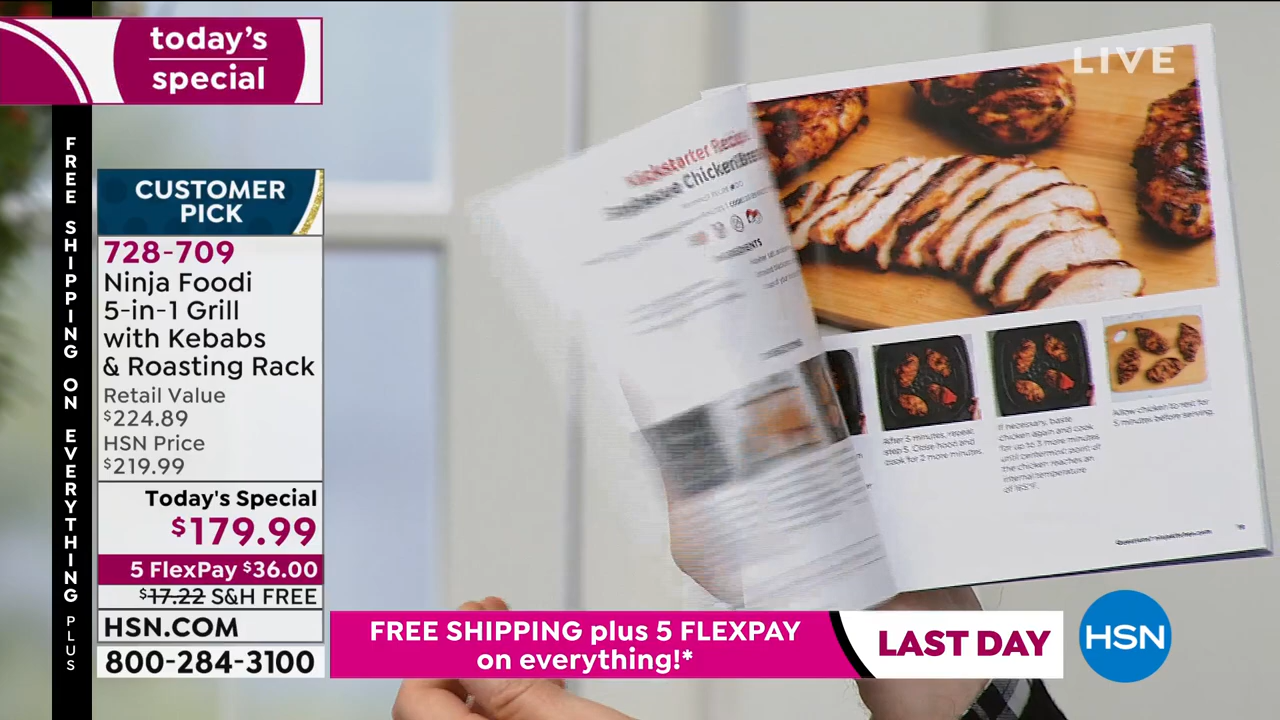 today's
special
LIVE
FREE SHIPPING ON EVERYTHING PLUS
CUSTOMER
PICK
728-709
Ninja Foodi
5-in-1 Grill
with Kebabs
& Roasting Rack
Retail Value
$224.89
HSN Price
$219.99
Today's Special
$179.99
5 FlexPay $36.00
$17.22 S&H FREE
HSN.COM
800-284-3100
Kickstarter Recipe
Chicken
INGREDIENTS
After 5 minutes, repeat
step 5. Close hood and
cook for 2 more minutes.
If necessary, baste
chicken again and cook
for up to 3 more minutes
until centermost point of
the chicken reaches an
internal temperature
of 165°F.
Allow chicken to rest for
5 minutes before serving.
FREE SHIPPING plus 5 FLEXPAY
on everything!*
LAST DAY
HSN